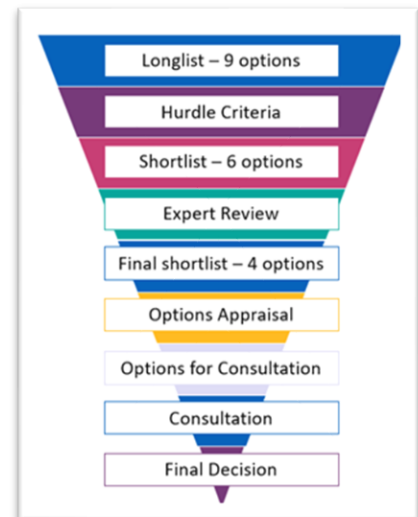 Longlist – 9 options
Hurdle Criteria
Shortlist – 6 options
Expert Review
Final shortlist – 4 options
Options Appraisal
Options for Consultation
Consultation
Final Decision